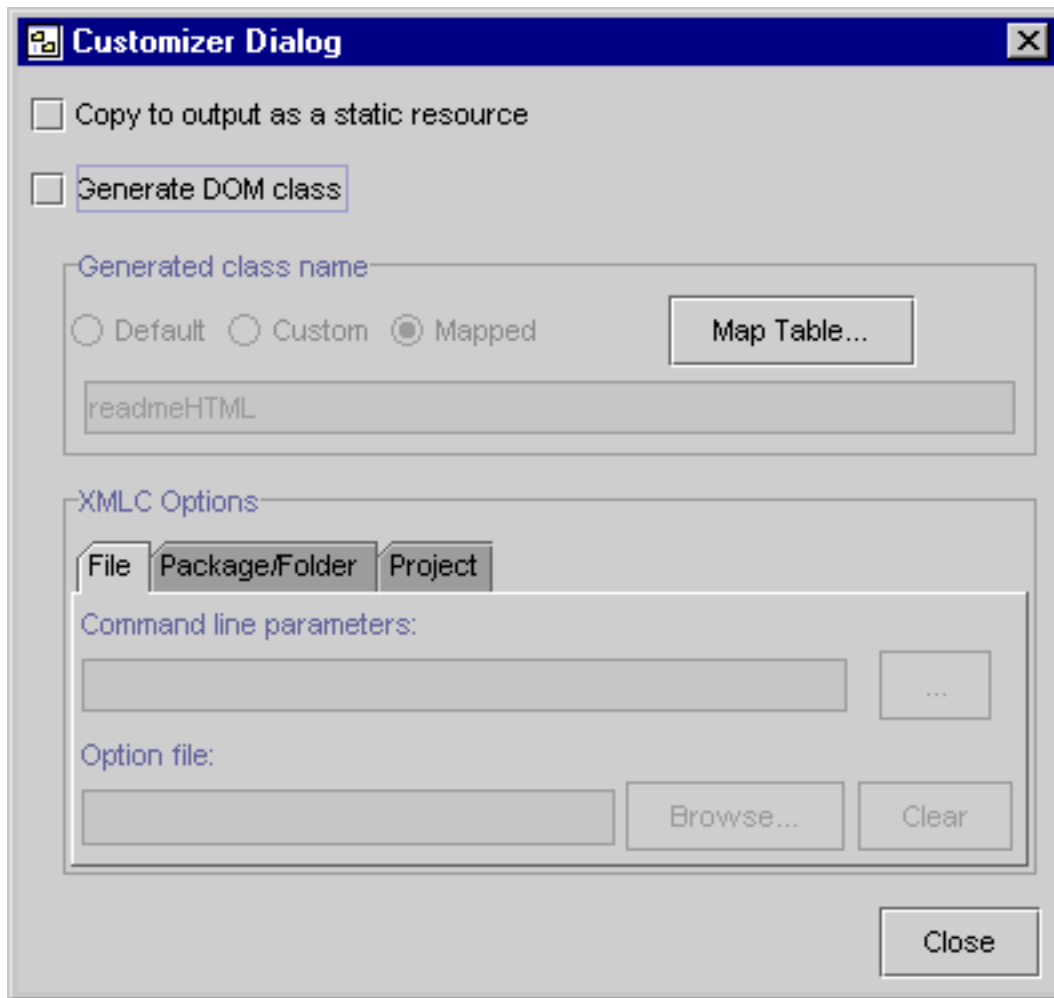 Customizer Dialog
Copy to output as a static resource
Generate DOM class
Generated class name
Default Custom Mapped Map Table...
readmeHTML
XMLC Options
File Package/Folder Project
Command line parameters:
...
Option file:
Browse... Clear
Close